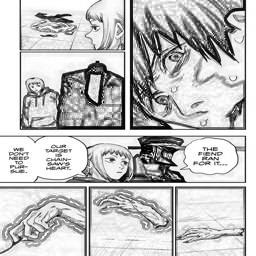 THE
FIEND
RAN
FOR IT...
OUR
TARGET
IS
CHAIN-
SAW'S
HEART.
WE
DON'T
NEED
TO
PUR-
SUE.